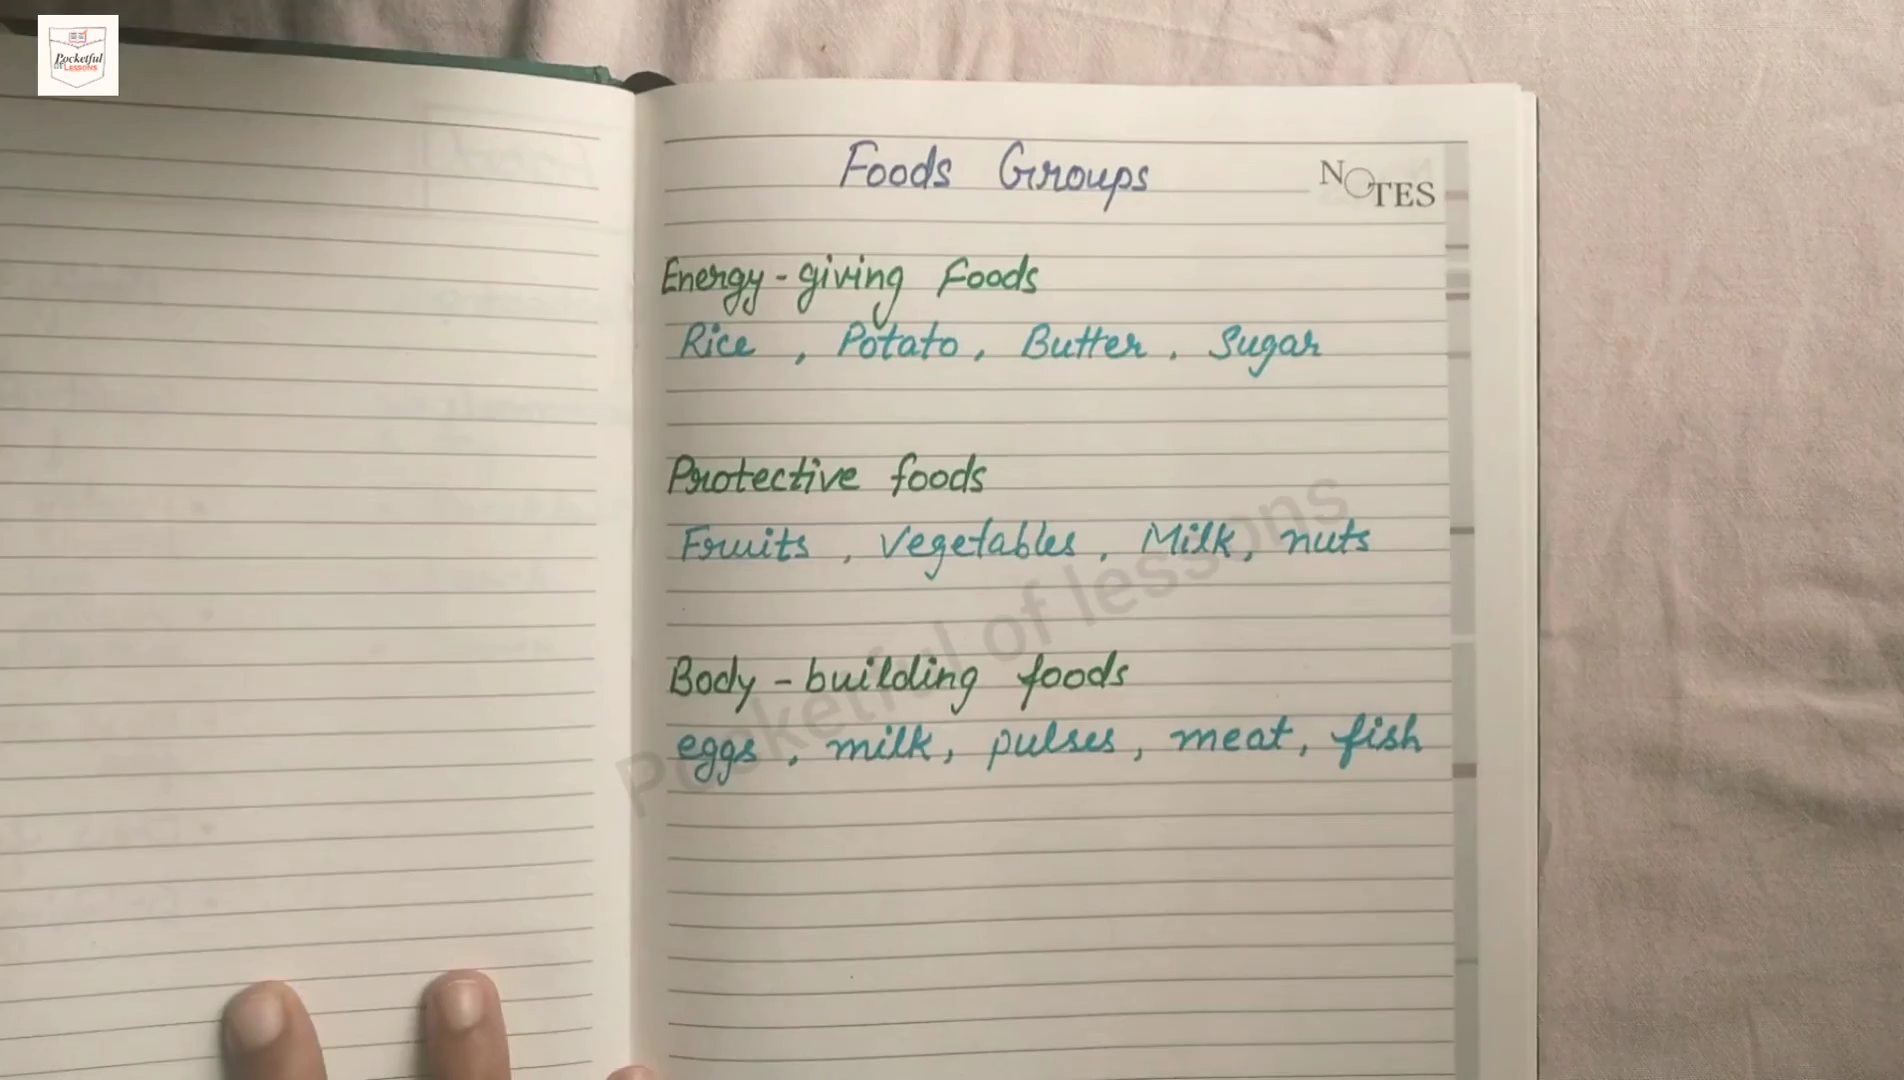 Pocketful
OF LESSONS
Foods Groups
NOTES
Energy-giving Foods
Rice, Potato, Butter, Sugar
Protective foods
Fruits, Vegetables, Milk, nuts
Body-building foods
eggs, milk, pulses, meat, fish
Pocketful of lessons